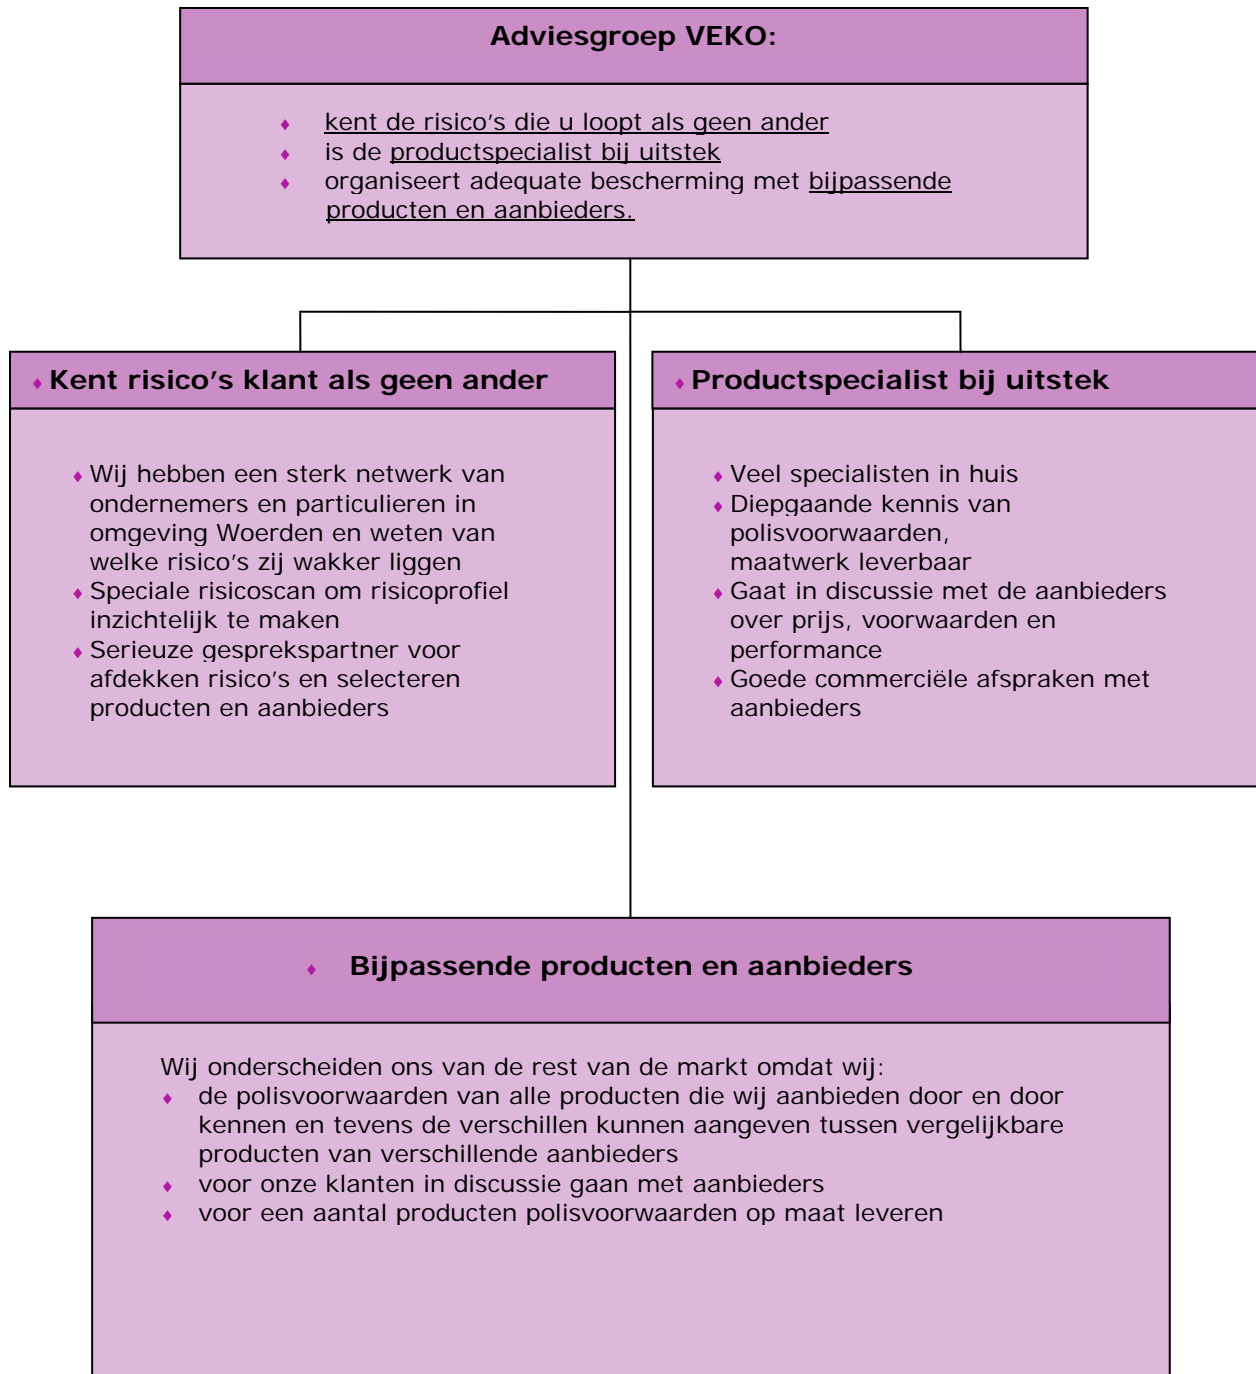 Adviesgroep VEKO:
♦ kent de risico's die u loopt als geen ander
♦ is de productspecialist bij uitstek
♦ organiseert adequate bescherming met bijpassende
producten en aanbieders.
♦ Kent risico's klant als geen ander
♦ Wij hebben een sterk netwerk van
ondernemers en particulieren in
omgeving Woerden en weten van
welke risico's zij wakker liggen
♦ Speciale risicoscan om risicoprofiel
inzichtelijk te maken
♦ Serieuze gesprekspartner voor
afdekken risico's en selecteren
producten en aanbieders
♦ Productspecialist bij uitstek
♦ Veel specialisten in huis
♦ Diepgaande kennis van
polisvoorwaarden,
maatwerk leverbaar
♦ Gaat in discussie met de aanbieders
over prijs, voorwaarden en
performance
♦ Goede commerciële afspraken met
aanbieders
♦ Bijpassende producten en aanbieders
Wij onderscheiden ons van de rest van de markt omdat wij:
♦ de polisvoorwaarden van alle producten die wij aanbieden door en door
kennen en tevens de verschillen kunnen aangeven tussen vergelijkbare
producten van verschillende aanbieders
♦ voor onze klanten in discussie gaan met aanbieders
♦ voor een aantal producten polisvoorwaarden op maat leveren